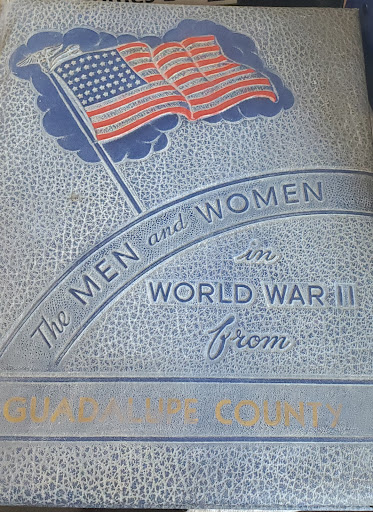 The MEN and WOMEN
in
WORLD WAR II
from
GUADALUPE COUNTY